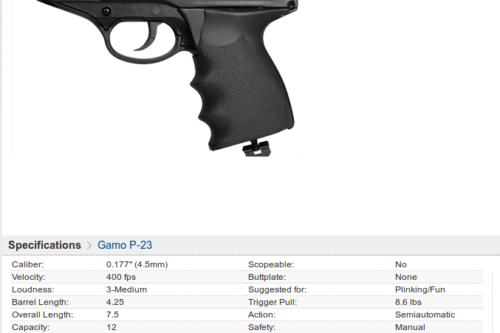 Specifications > Gamo P-23
Caliber: 0.177" (4.5mm) Scopeable: No
Velocity: 400 fps Buttplate: None
Loudness: 3-Medium Suggested for: Plinking/Fun
Barrel Length: 4.25 Trigger Pull: 8.6 lbs
Overall Length: 7.5 Action: Semiautomatic
Capacity: 12 Safety: Manual